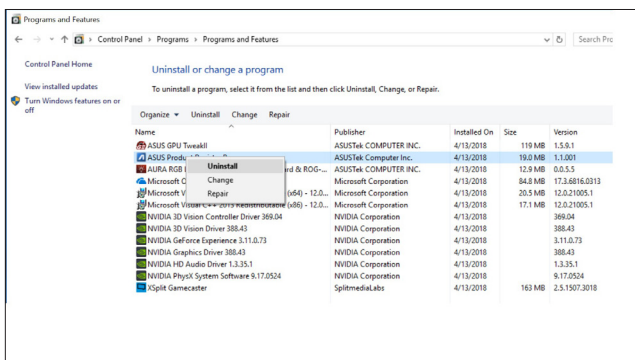 Programs and Features
Control Panel > Programs > Programs and Features
Search Pro
Control Panel Home
View installed updates
Turn Windows features on or
off
Uninstall or change a program
To uninstall a program, select it from the list and then click Uninstall, Change, or Repair.
Organize Uninstall Change Repair
Name Publisher Installed On Size Version
ASUS GPU TweakII ASUSTek COMPUTER INC. 4/13/2018 119 MB 1.5.9.1
ASUS Product ASUSTek Computer Inc. 4/13/2018 19.0 MB 1.1.001
AURA RGB rd & ROG-... ASUSTek COMPUTER INC. 4/13/2018 12.9 MB 0.0.5.5
Microsoft O Microsoft Corporation 4/13/2018 84.8 MB 17.3.6816.0313
Microsoft V (x64) - 12.0... Microsoft Corporation 4/13/2018 20.5 MB 12.0.21005.1
Microsoft Visual C++ 2013 Redistributable (x86) - 12.0... Microsoft Corporation 4/13/2018 17.1 MB 12.0.21005.1
Uninstall
Change
Repair
NVIDIA 3D Vision Controller Driver 369.04 NVIDIA Corporation 4/13/2018 369.04
NVIDIA 3D Vision Driver 388.43 NVIDIA Corporation 4/13/2018 388.43
NVIDIA GeForce Experience 3.11.0.73 NVIDIA Corporation 4/13/2018 3.11.0.73
NVIDIA Graphics Driver 388.43 NVIDIA Corporation 4/13/2018 388.43
NVIDIA HD Audio Driver 1.3.35.1 NVIDIA Corporation 4/13/2018 1.3.35.1
NVIDIA PhysX System Software 9.17.0524 NVIDIA Corporation 4/13/2018 9.17.0524
XSplit Gamecaster SplitmediaLabs 4/13/2018 163 MB 2.5.1507.3018